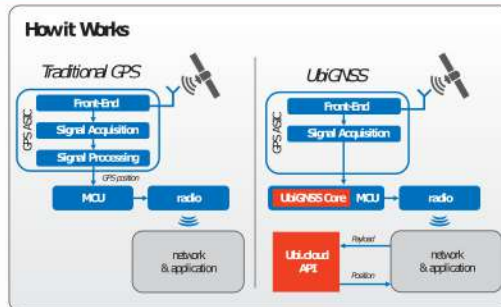 How it Works
Traditional GPS
GPS ASIC
Front-End
Signal Acquisition
Signal Processing
GPS position
MCU
radio
network
& application
UbiGNSS
GPS ASIC
Front-End
Signal Acquisition
UbiGNSS Core
MCU
radio
Ubi.cloud
API
Payload
Position
network
& application